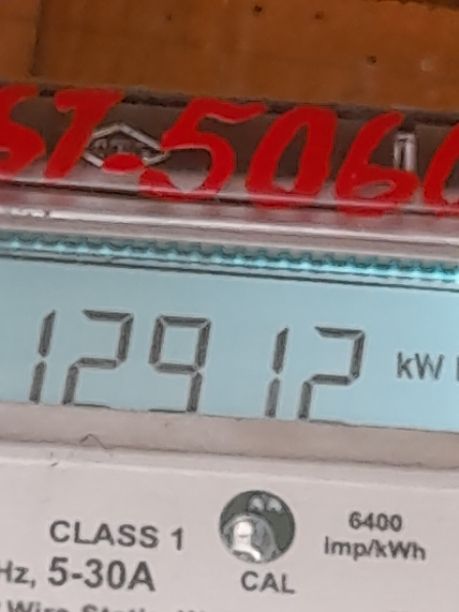 ST-506
12912 kW
CLASS 1
6400
Imp/kWh
Hz, 5-30A
CAL